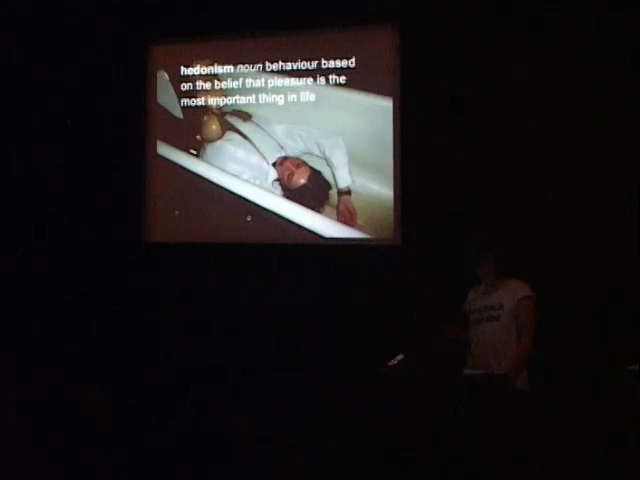 hedonism noun behaviour based
on the belief that pleasure is the
most important thing in life